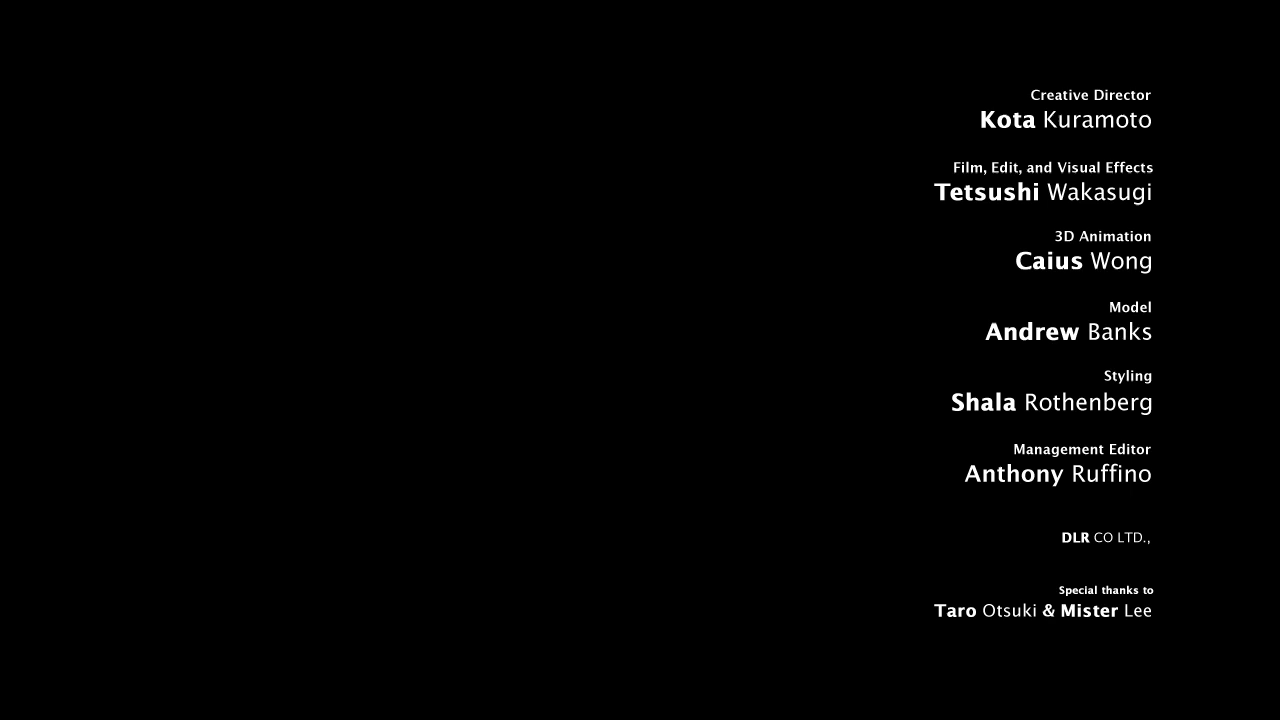 Creative Director
Kota Kuramoto
Film, Edit, and Visual Effects
Tetsushi Wakasugi
3D Animation
Caius Wong
Model
Andrew Banks
Styling
Shala Rothenberg
Management Editor
Anthony Ruffino
DLR CO LTD.,
Special thanks to
Taro Otsuki & Mister Lee